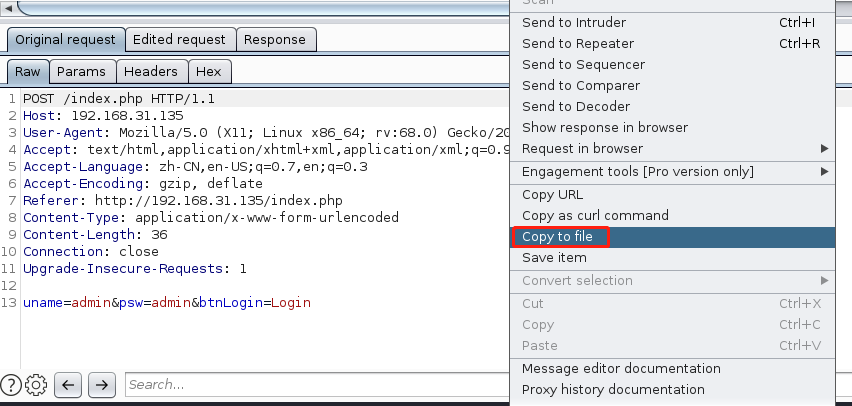 Original request
Edited request
Response
Raw
Params
Headers
Hex
1 POST /index.php HTTP/1.1
2 Host: 192.168.31.135
3 User-Agent: Mozilla/5.0 (X11; Linux x86_64; rv:68.0) Gecko/20
4 Accept: text/html,application/xhtml+xml,application/xml;q=0.9
5 Accept-Language: zh-CN,en-US;q=0.7,en;q=0.3
6 Accept-Encoding: gzip, deflate
7 Referer: http://192.168.31.135/index.php
8 Content-Type: application/x-www-form-urlencoded
9 Content-Length: 36
10 Connection: close
11 Upgrade-Insecure-Requests: 1
12
13 uname=admin&psw=admin&btnLogin=Login
Search...
Scan
Send to Intruder Ctrl+I
Send to Repeater Ctrl+R
Send to Sequencer
Send to Comparer
Send to Decoder
Show response in browser
Request in browser
Engagement tools [Pro version only]
Copy URL
Copy as curl command
Copy to file
Save item
Convert selection
Cut Ctrl+X
Copy Ctrl+C
Paste Ctrl+V
Message editor documentation
Proxy history documentation